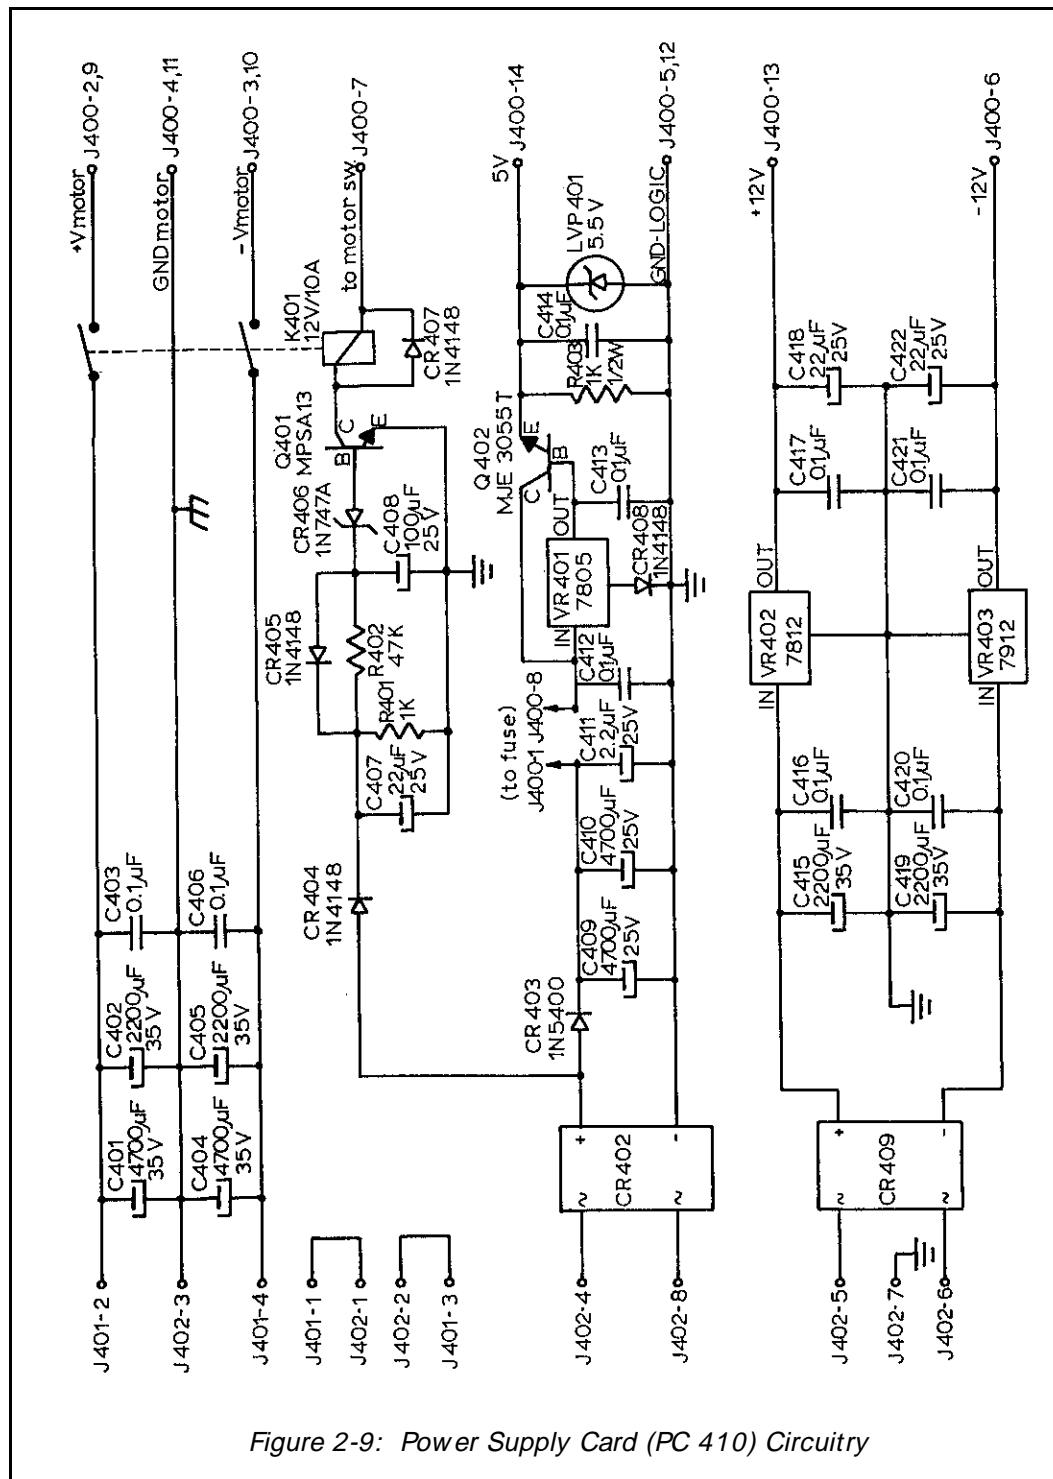 +Vmotor
J400-2,9
GNDmotor
J400-4,11
-Vmotor
J400-3,10
C401
4700µF
35V
C402
2200µF
35V
C403
0.1µF
C404
4700µF
35V
C405
2200µF
35V
C406
0.1µF
J401-2
J402-3
J401-4
J401-1
J402-1
J402-2
J401-3
K401
12V/10A
to motor sw.
J400-7
CR407
1N4148
Q401
MPSA13
B
C
E
CR406
1N747A
C408
100µF
25V
CR405
1N4148
R402
47K
R401
1K
C407
22µF
25V
CR404
1N4148
5V
J400-14
LVP401
5.5V
GND-LOGIC
J400-5,12
C414
0.1µF
R403
1K
1/2W
Q402
MJE 3055T
C
E
B
C413
0.1µF
OUT
VR401
7805
IN
CR408
1N4148
C412
0.1µF
(to fuse)
J400-1
J400-8
C411
2.2µF
25V
C410
4700µF
25V
C409
4700µF
25V
CR403
1N5400
+
-
~
~
CR402
J402-4
J402-8
+12V
J400-13
-12V
J400-6
C418
22µF
25V
C422
22µF
25V
C417
0.1µF
C421
0.1µF
OUT
VR402
7812
IN
OUT
VR403
7912
IN
C416
0.1µF
C420
0.1µF
C415
2200µF
35V
C419
2200µF
35V
+
-
~
~
CR409
J402-5
J402-7
J402-6
Figure 2-9: Power Supply Card (PC 410) Circuitry